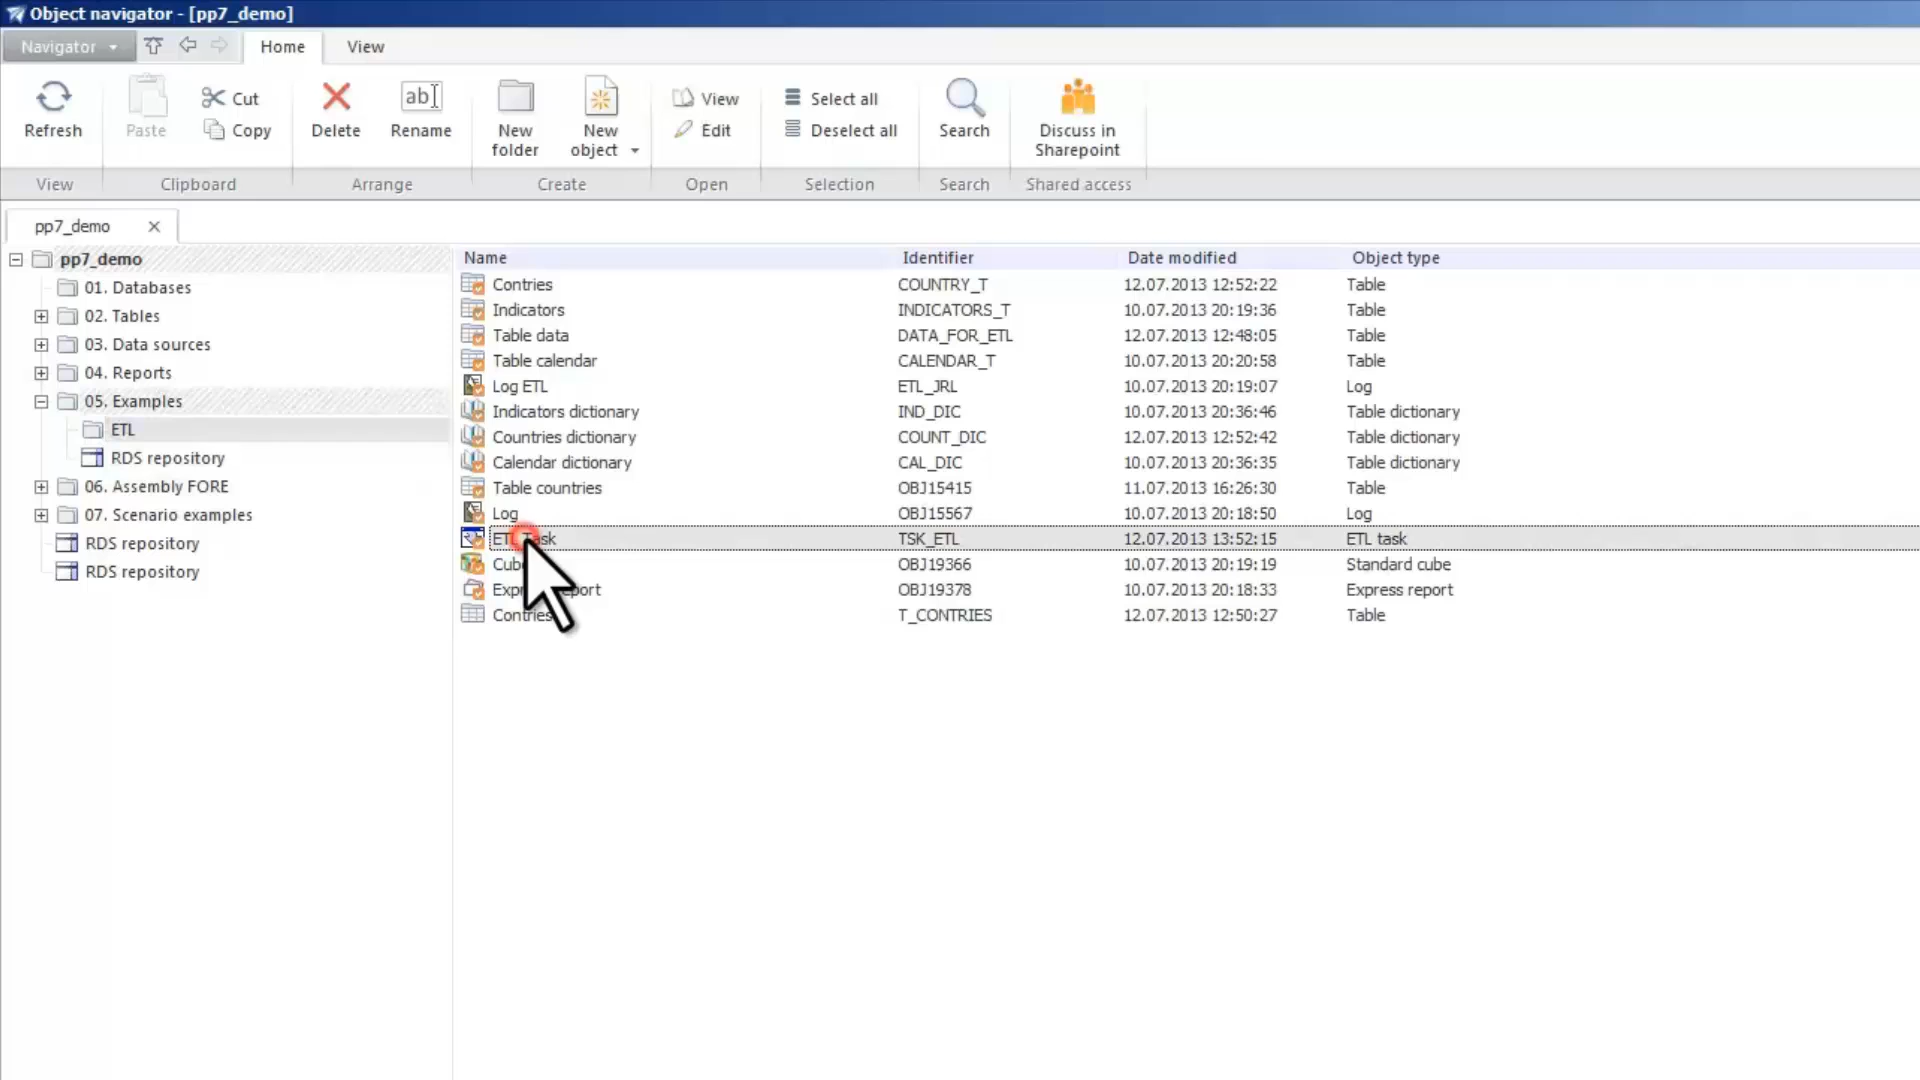 Object navigator - [pp7_demo]
Navigator
Home
View
Refresh
Paste
Cut
Copy
Delete
ab
Rename
New folder
New object
View
Edit
Select all
Deselect all
Search
Discuss in Sharepoint
View
Clipboard
Arrange
Create
Open
Selection
Search
Shared access
pp7_demo
pp7_demo
01. Databases
02. Tables
03. Data sources
04. Reports
05. Examples
ETL
RDS repository
06. Assembly FORE
07. Scenario examples
RDS repository
RDS repository
Name Identifier Date modified Object type
Contries COUNTRY_T 12.07.2013 12:52:22 Table
Indicators INDICATORS_T 10.07.2013 20:19:36 Table
Table data DATA_FOR_ETL 12.07.2013 12:48:05 Table
Table calendar CALENDAR_T 10.07.2013 20:20:58 Table
Log ETL ETL_JRL 10.07.2013 20:19:07 Log
Indicators dictionary IND_DIC 10.07.2013 20:36:46 Table dictionary
Countries dictionary COUNT_DIC 12.07.2013 12:52:42 Table dictionary
Calendar dictionary CAL_DIC 10.07.2013 20:36:35 Table dictionary
Table countries OBJ15415 11.07.2013 16:26:30 Table
Log OBJ15567 10.07.2013 20:18:50 Log
ETL Task TSK_ETL 12.07.2013 13:52:15 ETL task
Cube OBJ19366 10.07.2013 20:19:19 Standard cube
Express report OBJ19378 10.07.2013 20:18:33 Express report
Contries T_CONTRIES 12.07.2013 12:50:27 Table